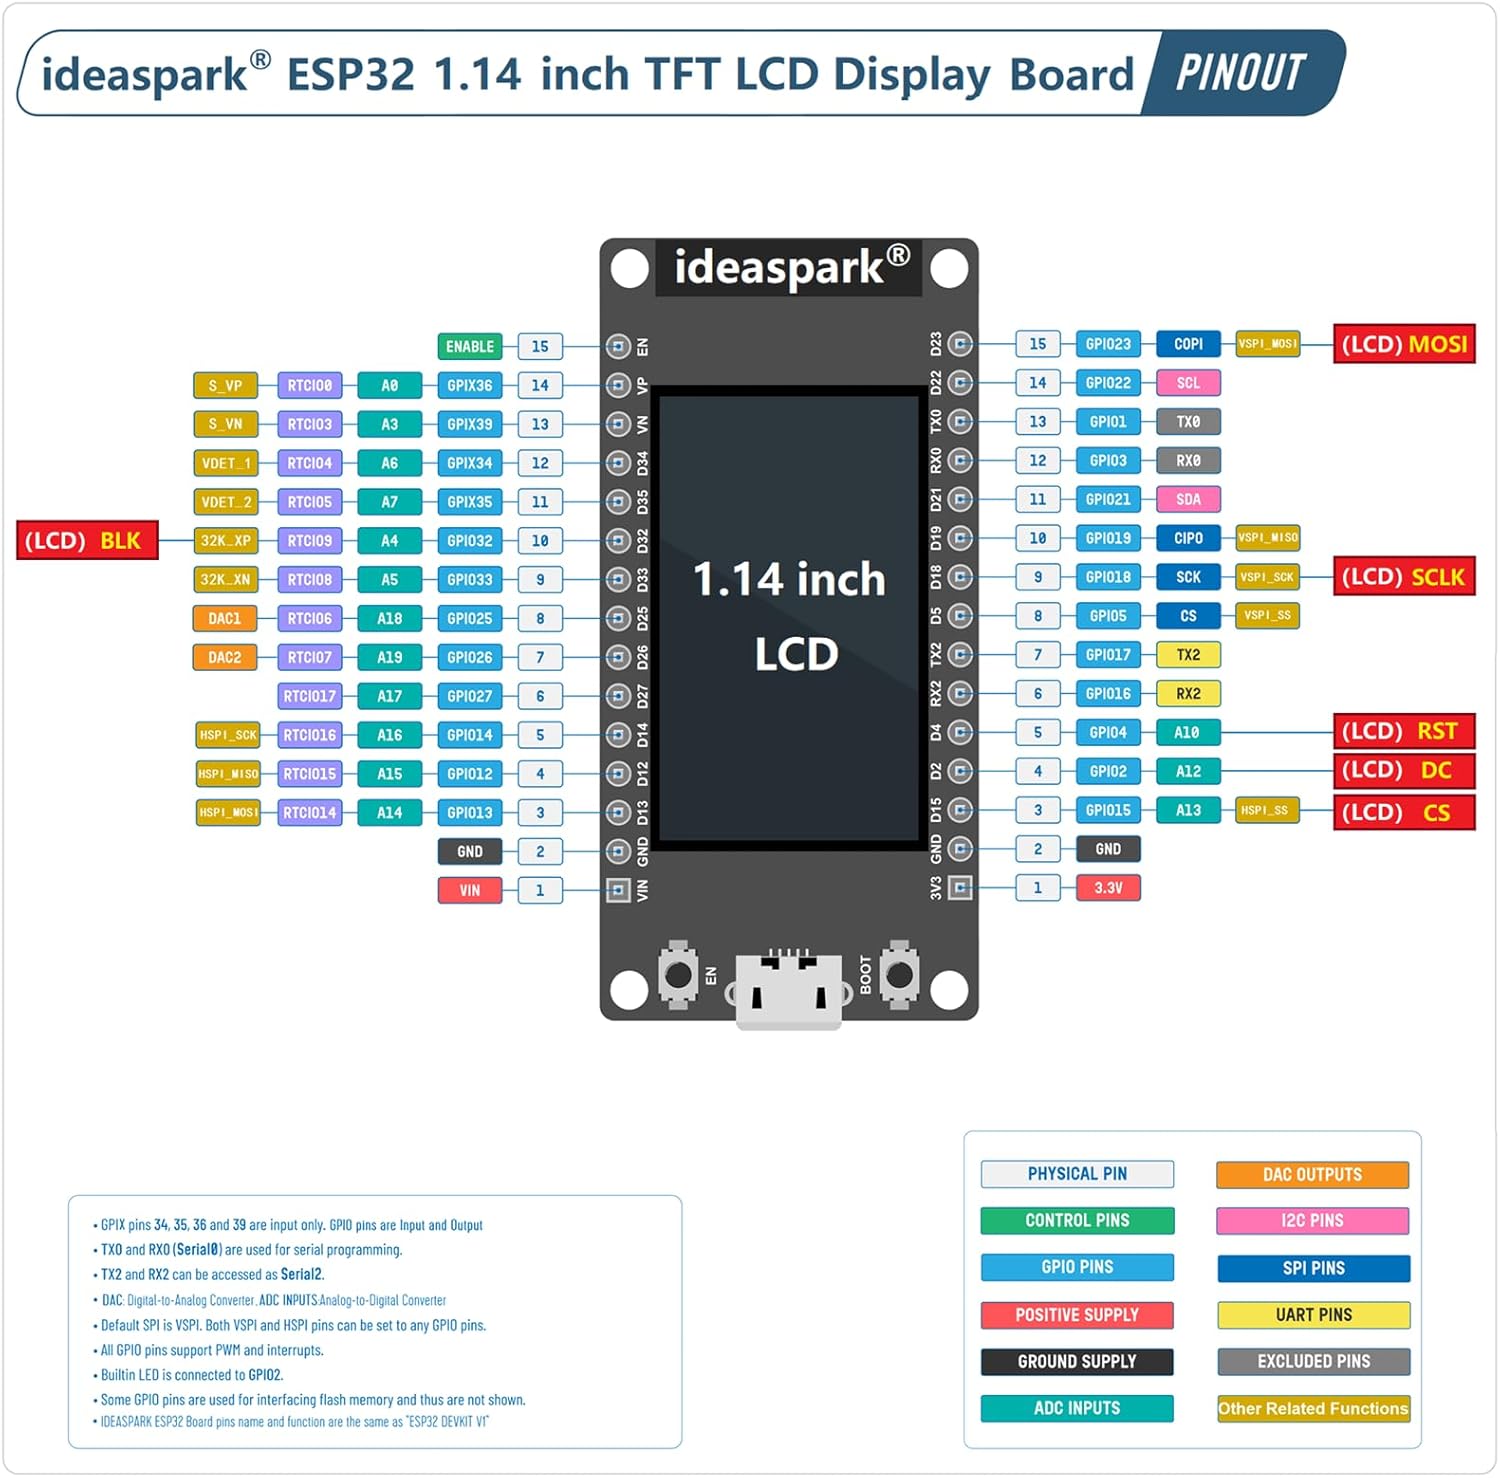 ideaspark® ESP32 1.14 inch TFT LCD Display Board PINOUT
ideaspark®
ENABLE 15 EN
S_VP RTCIO0 A0 GPIX36 14 VP
S_VN RTCIO3 A3 GPIX39 13 VN
VDET_1 RTCIO4 A6 GPIX34 12 D34
VDET_2 RTCIO5 A7 GPIX35 11 D35
(LCD) BLK 32K_XP RTCIO9 A4 GPIO32 10 D32
32K_XN RTCIO8 A5 GPIO33 9 D33
DAC1 RTCIO6 A18 GPIO25 8 D25
DAC2 RTCIO7 A19 GPIO26 7 D26
RTCIO17 A17 GPIO27 6 D27
HSPI_SCK RTCIO16 A16 GPIO14 5 D14
HSPI_MISO RTCIO15 A15 GPIO12 4 D12
HSPI_MOSI RTCIO14 A14 GPIO13 3 D13
GND 2 GND
VIN 1 VIN
1.14 inch
LCD
D23 15 GPIO23 COPI VSPI_MOSI (LCD) MOSI
D22 14 GPIO22 SCL
TX0 13 GPIO1 TX0
RX0 12 GPIO3 RX0
D21 11 GPIO21 SDA
D19 10 GPIO19 CIPO VSPI_MISO
D18 9 GPIO18 SCK VSPI_SCK (LCD) SCLK
D5 8 GPIO5 CS VSPI_SS
TX2 7 GPIO17 TX2
RX2 6 GPIO16 RX2
D4 5 GPIO4 A10 (LCD) RST
D2 4 GPIO2 A12 (LCD) DC
D15 3 GPIO15 A13 HSPI_SS (LCD) CS
GND 2 GND
3V3 1 3.3V
EN
BOOT
• GPIX pins 34, 35, 36 and 39 are input only. GPIO pins are Input and Output
• TX0 and RX0 (Serial0) are used for serial programming.
• TX2 and RX2 can be accessed as Serial2.
• DAC: Digital-to-Analog Converter, ADC INPUTS:Analog-to-Digital Converter
• Default SPI is VSPI. Both VSPI and HSPI pins can be set to any GPIO pins.
• All GPIO pins support PWM and interrupts.
• Builtin LED is connected to GPIO2.
• Some GPIO pins are used for interfacing flash memory and thus are not shown.
• IDEASPARK ESP32 Board pins name and function are the same as "ESP32 DEVKIT V1"
PHYSICAL PIN
CONTROL PINS
GPIO PINS
POSITIVE SUPPLY
GROUND SUPPLY
ADC INPUTS
DAC OUTPUTS
I2C PINS
SPI PINS
UART PINS
EXCLUDED PINS
Other Related Functions